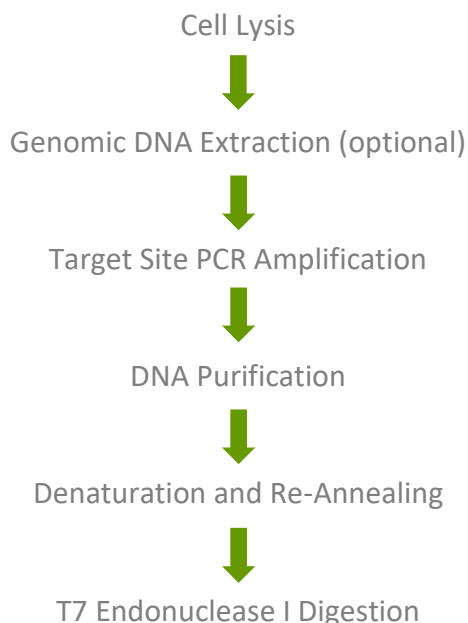 Cell Lysis
Genomic DNA Extraction (optional)
Target Site PCR Amplification
DNA Purification
Denaturation and Re-Annealing
T7 Endonuclease I Digestion